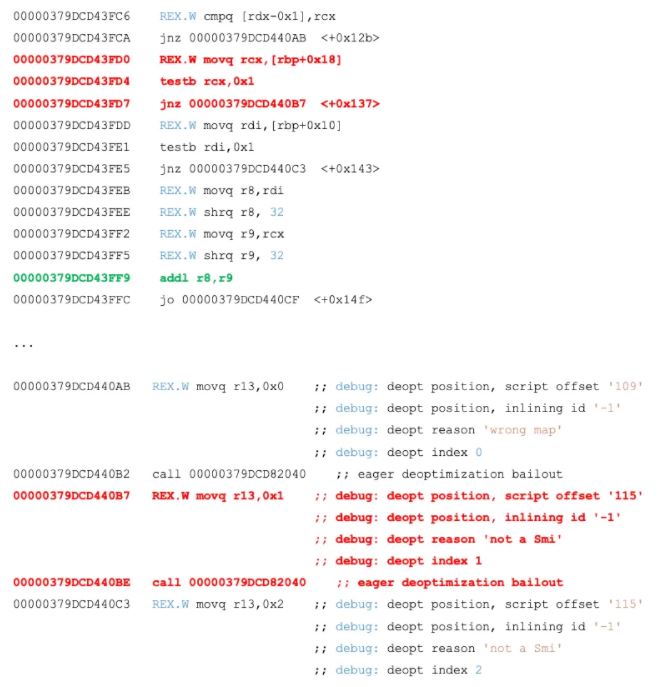 00000379DCD43FC6 REX.W cmpq [rdx-0x1],rcx
00000379DCD43FCA jnz 00000379DCD440AB <+0x12b>
00000379DCD43FD0 REX.W movq rcx,[rbp+0x18]
00000379DCD43FD4 testb rcx,0x1
00000379DCD43FD7 jnz 00000379DCD440B7 <+0x137>
00000379DCD43FDD REX.W movq rdi,[rbp+0x10]
00000379DCD43FE1 testb rdi,0x1
00000379DCD43FE5 jnz 00000379DCD440C3 <+0x143>
00000379DCD43FEB REX.W movq r8,rdi
00000379DCD43FEE REX.W shrq r8, 32
00000379DCD43FF2 REX.W movq r9,rcx
00000379DCD43FF5 REX.W shrq r9, 32
00000379DCD43FF9 addl r8,r9
00000379DCD43FFC jo 00000379DCD440CF <+0x14f>
...
00000379DCD440AB REX.W movq r13,0x0 ;; debug: deopt position, script offset '109'
;; debug: deopt position, inlining id '-1'
;; debug: deopt reason 'wrong map'
;; debug: deopt index 0
00000379DCD440B2 call 00000379DCD82040 ;; eager deoptimization bailout
00000379DCD440B7 REX.W movq r13,0x1 ;; debug: deopt position, script offset '115'
;; debug: deopt position, inlining id '-1'
;; debug: deopt reason 'not a Smi'
;; debug: deopt index 1
00000379DCD440BE call 00000379DCD82040 ;; eager deoptimization bailout
00000379DCD440C3 REX.W movq r13,0x2 ;; debug: deopt position, script offset '115'
;; debug: deopt position, inlining id '-1'
;; debug: deopt reason 'not a Smi'
;; debug: deopt index 2